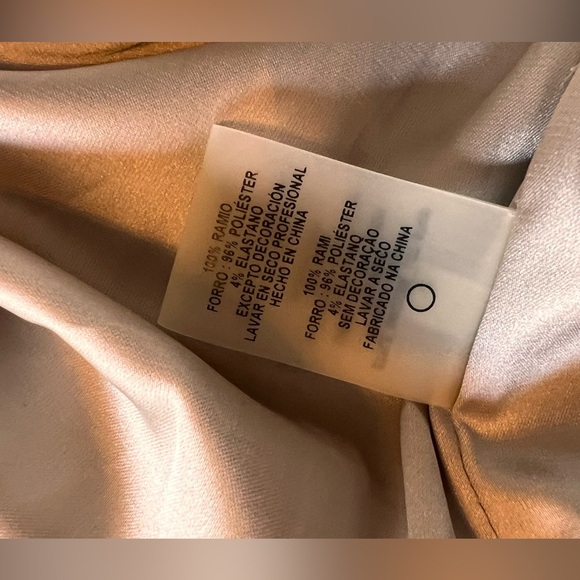 100% RAMIO
FORRO : 96% POLIÉSTER
4% ELASTANO
EXCEPTO DECORACIÓN
LAVAR EN SECO PROFESIONAL
HECHO EN CHINA
100% RAMI
FORRO : 96% POLIÉSTER
4% ELASTANO
SEM DECORAÇÃO
LAVAR A SECO
FABRICADO NA CHINA